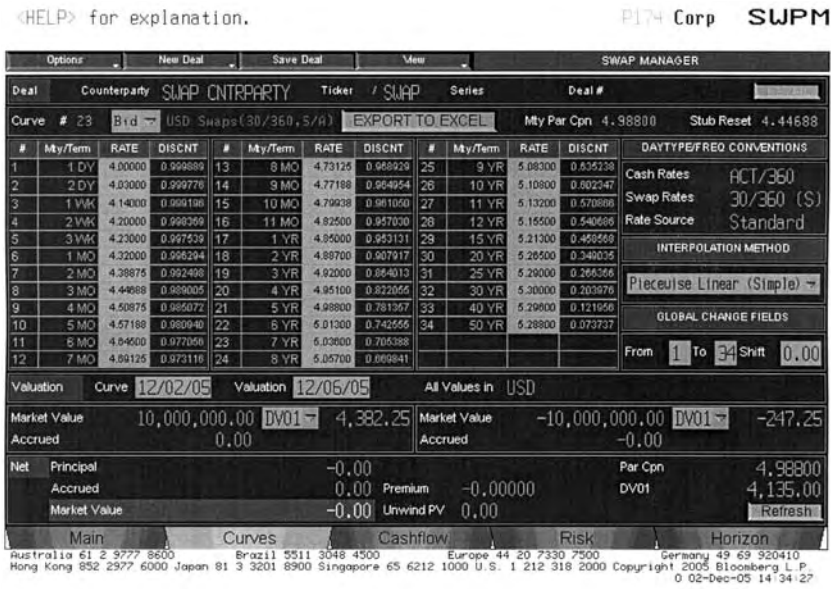 <HELP> for explanation. P174 Corp SWPM
Options New Deal Save Deal View SWAP MANAGER
Deal Counterparty SWAP CNTRPARTY Ticker / SWAP Series Deal #
Curve # 23 Bid USD Swaps(30/360,S/A) EXPORT TO EXCEL Mty Par Cpn 4.98800 Stub Reset 4.44688
# Mty/Term RATE DISCNT # Mty/Term RATE DISCNT # Mty/Term RATE DISCNT DAYTYPE/FREQ CONVENTIONS
1 1 DY 4.00000 0.999889 13 8 MO 4.73125 0.968929 25 9 YR 5.08300 0.635238 Cash Rates ACT/360
2 2 DY 4.03000 0.999776 14 9 MO 4.77188 0.964954 26 10 YR 5.10800 0.602347
3 1 WK 4.14000 0.999196 15 10 MO 4.79938 0.961050 27 11 YR 5.13200 0.570866 Swap Rates 30/360 (S)
4 2 WK 4.20000 0.998369 16 11 MO 4.82500 0.957030 28 12 YR 5.15500 0.540686 Rate Source Standard
5 3 WK 4.23000 0.997539 17 1 YR 4.85000 0.953131 29 15 YR 5.21300 0.458569
6 1 MO 4.32000 0.996294 18 2 YR 4.88700 0.907917 30 20 YR 5.26500 0.349035 INTERPOLATION METHOD
7 2 MO 4.38875 0.992498 19 3 YR 4.92000 0.864013 31 25 YR 5.29000 0.266366
8 3 MO 4.44688 0.989005 20 4 YR 4.95100 0.822055 32 30 YR 5.30000 0.203976 Piecewise Linear (Simple)
9 4 MO 4.50875 0.985072 21 5 YR 4.98800 0.781367 33 40 YR 5.29800 0.121956
10 5 MO 4.57188 0.980940 22 6 YR 5.01300 0.742555 34 50 YR 5.28800 0.073737 GLOBAL CHANGE FIELDS
11 6 MO 4.64500 0.977056 23 7 YR 5.03600 0.705388
12 7 MO 4.69125 0.973116 24 8 YR 5.05700 0.669841 From 1 To 34 Shift 0.00
Valuation Curve 12/02/05 Valuation 12/06/05 All Values in USD
Market Value 10,000,000.00 DV01 4,382.25 Market Value -10,000,000.00 DV01 -247.25
Accrued 0.00 Accrued -0.00
Net Principal -0.00 Par Cpn 4.98800
Accrued 0.00 Premium -0.00000 DV01 4,135.00
Market Value -0.00 Unwind PV 0.00 Refresh
Main Curves Cashflow Risk Horizon
Australia 61 2 9777 8600 Brazil 5511 3048 4500 Europe 44 20 7330 7500 Germany 49 69 920410
Hong Kong 852 2977 6000 Japan 81 3 3201 8900 Singapore 65 6212 1000 U.S. 1 212 318 2000 Copyright 2005 Bloomberg L.P.
0 02-Dec-05 14:34:27